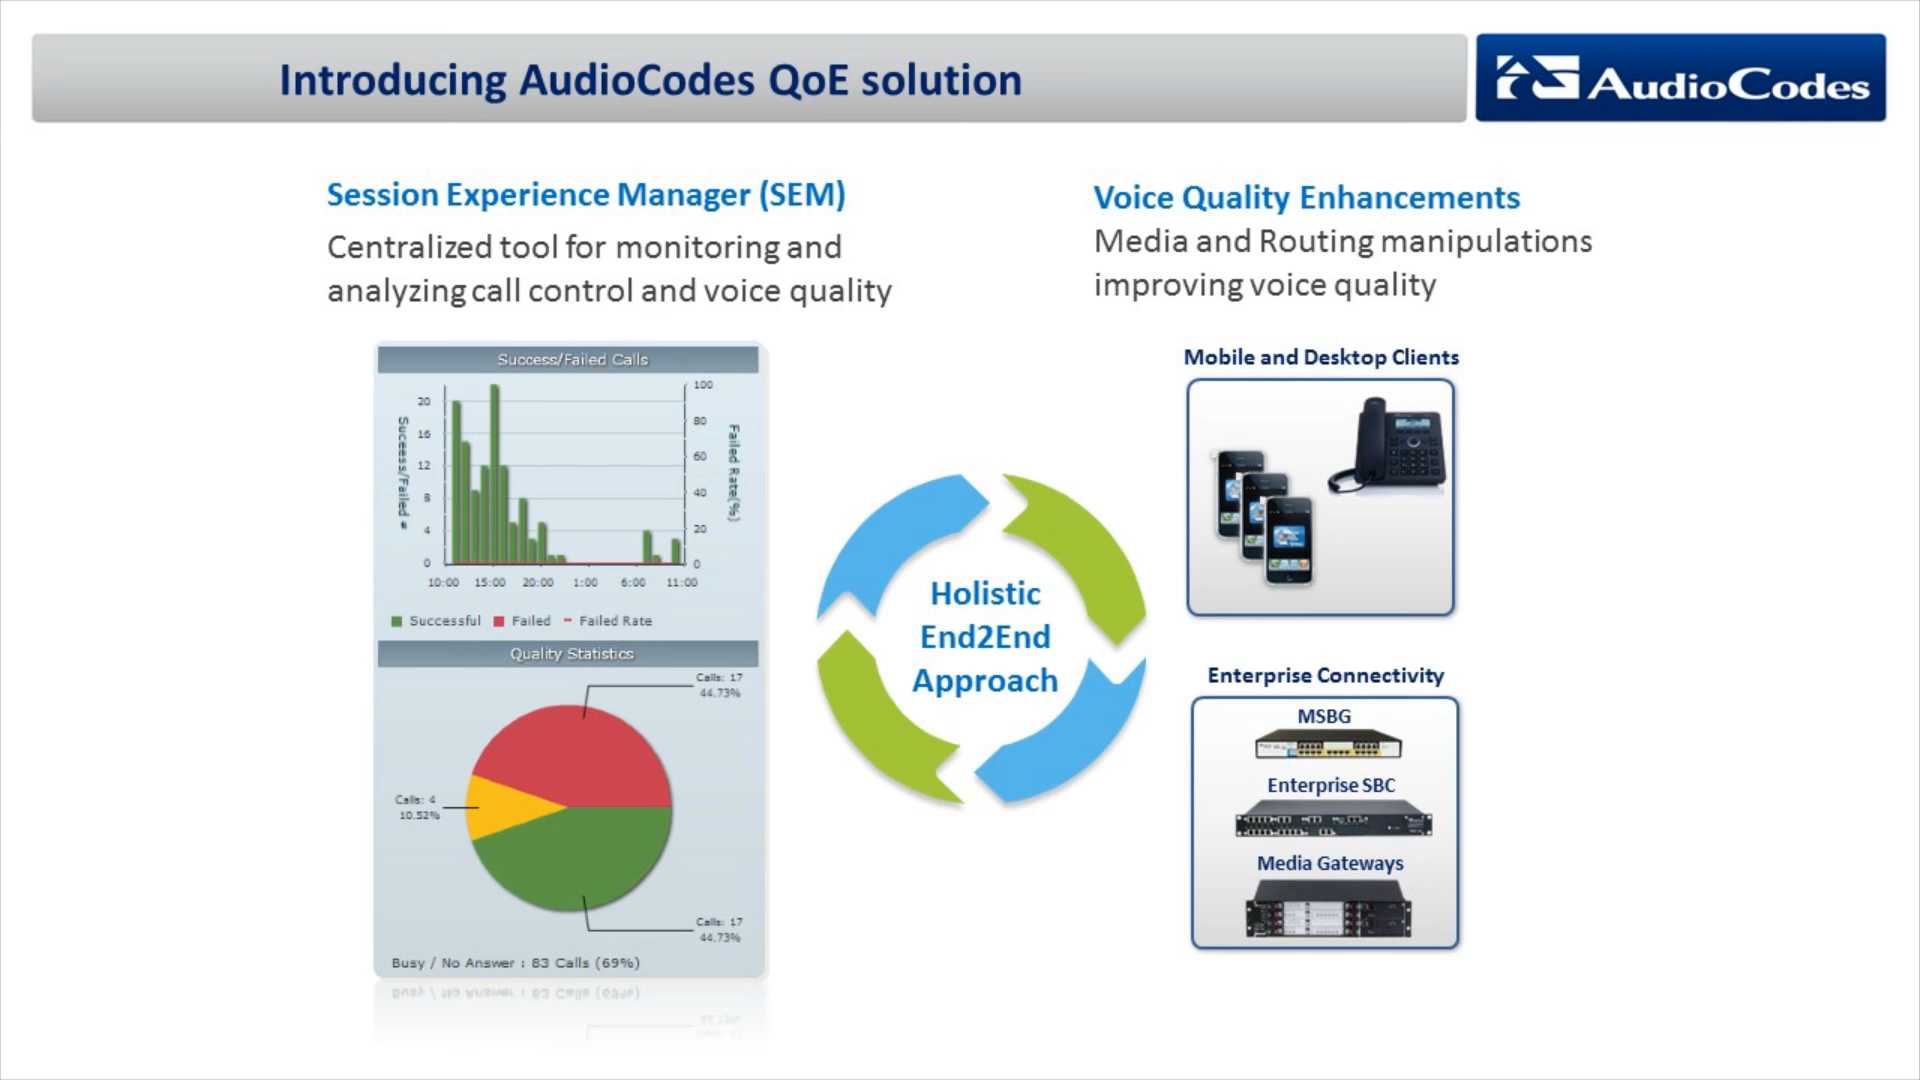 Introducing AudioCodes QoE solution
AudioCodes
Session Experience Manager (SEM)
Centralized tool for monitoring and
analyzing call control and voice quality
Voice Quality Enhancements
Media and Routing manipulations
improving voice quality
Success/Failed Calls
Success/Failed #
20
16
12
8
4
0
100
80
60
40
20
0
Failed Rate(%)
10:00 15:00 20:00 1:00 6:00 11:00
Successful Failed Failed Rate
Quality Statistics
Calls: 17
44.73%
Calls: 4
10.52%
Calls: 17
44.73%
Busy / No Answer : 83 Calls (69%)
Holistic
End2End
Approach
Mobile and Desktop Clients
Enterprise Connectivity
MSBG
Enterprise SBC
Media Gateways